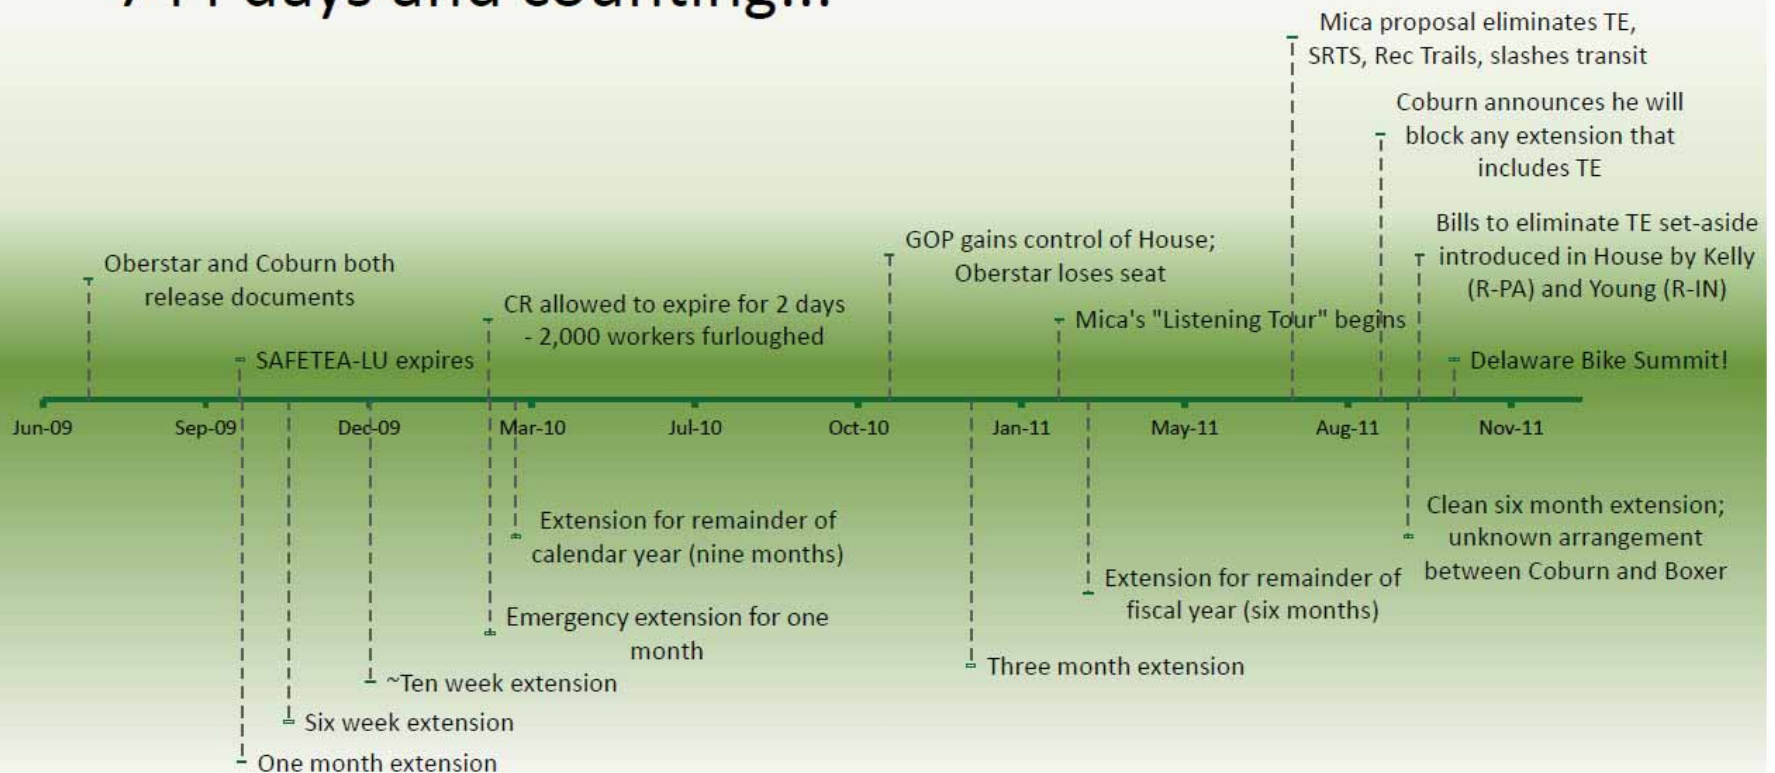 days and counting...
Mica proposal eliminates TE,
SRTS, Rec Trails, slashes transit
Coburn announces he will
block any extension that
includes TE
Bills to eliminate TE set-aside
introduced in House by Kelly
(R-PA) and Young (R-IN)
GOP gains control of House;
Oberstar loses seat
Oberstar and Coburn both
release documents
CR allowed to expire for 2 days
- 2,000 workers furloughed
Mica's "Listening Tour" begins
SAFETEA-LU expires
Delaware Bike Summit!
Jun-09
Sep-09
Dec-09
Mar-10
Jul-10
Oct-10
Jan-11
May-11
Aug-11
Nov-11
Extension for remainder of
calendar year (nine months)
Clean six month extension;
unknown arrangement
between Coburn and Boxer
Extension for remainder of
fiscal year (six months)
Emergency extension for one
month
Three month extension
~Ten week extension
Six week extension
One month extension